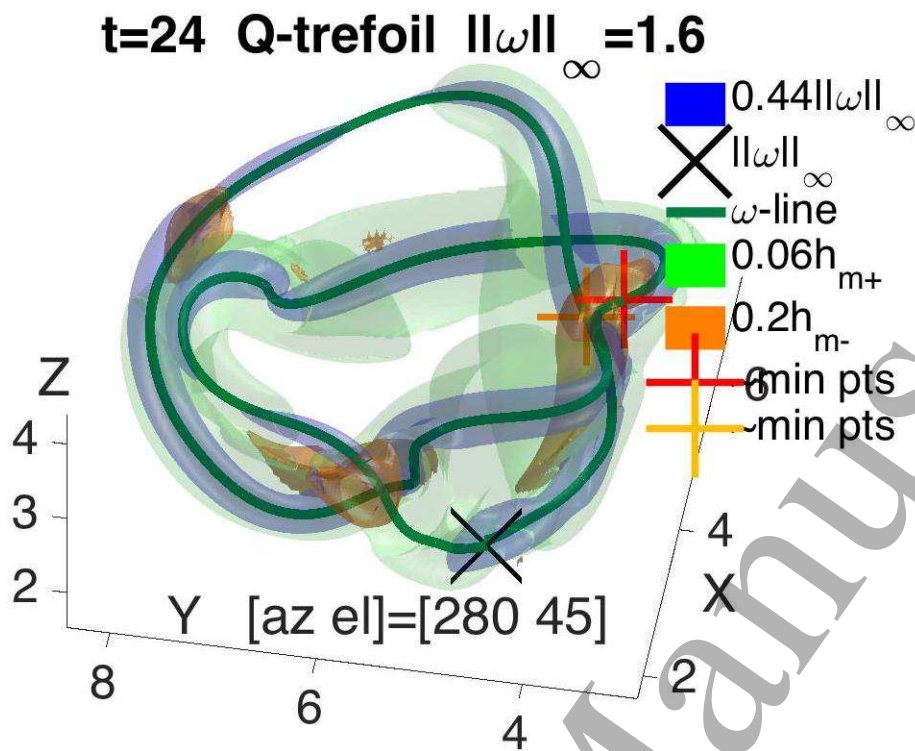 t=24 Q-trefoil ||ω||∞=1.6
0.44||ω||∞
||ω||∞
ω-line
0.06hm+
0.2hm-
~min pts
~min pts
Z
4
3
2
Y [az el]=[280 45]
8
6
4
X
6
4
2
Manus